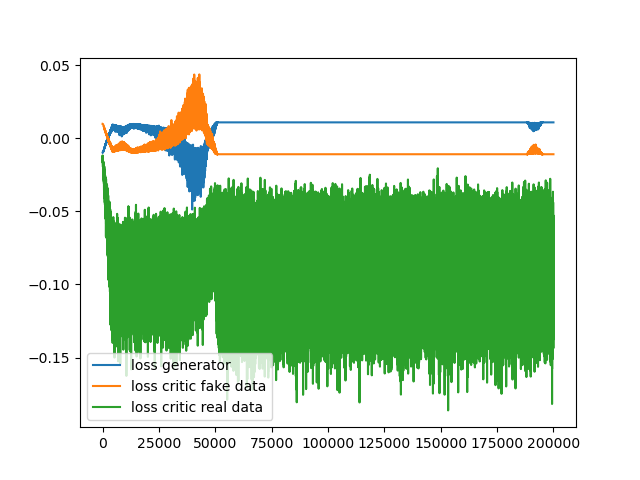 0.05
0.00
−0.05
−0.10
−0.15
loss generator
loss critic fake data
loss critic real data
0 25000 50000 75000 100000 125000 150000 175000 200000